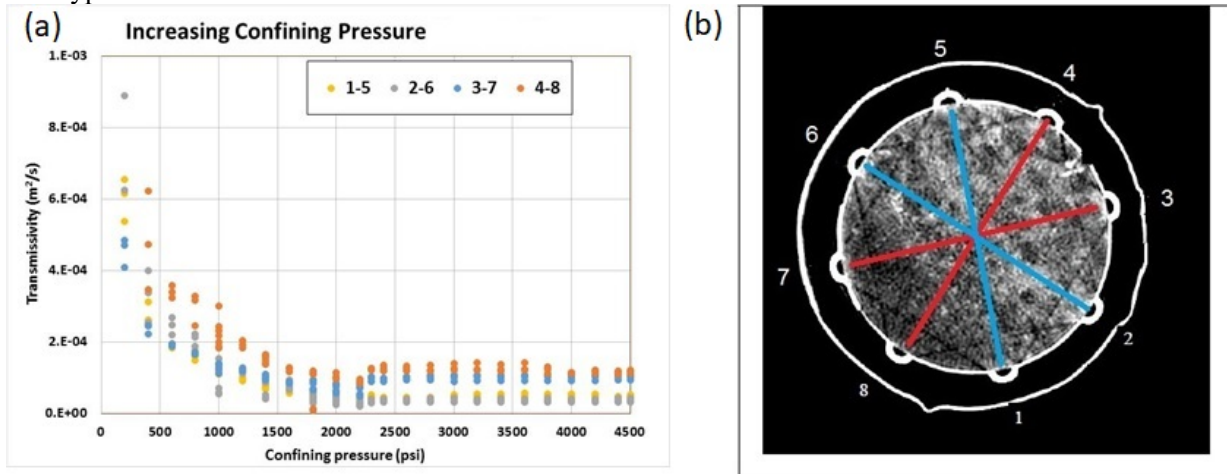 (a)
Increasing Confining Pressure
1-5 2-6 3-7 4-8
Transmissivity (m²/s)
1.E-03
8.E-04
6.E-04
4.E-04
2.E-04
0.E+00
0 500 1000 1500 2000 2500 3000 3500 4000 4500
Confining pressure (psi)
(b)
5
4
6
3
7
2
8
1